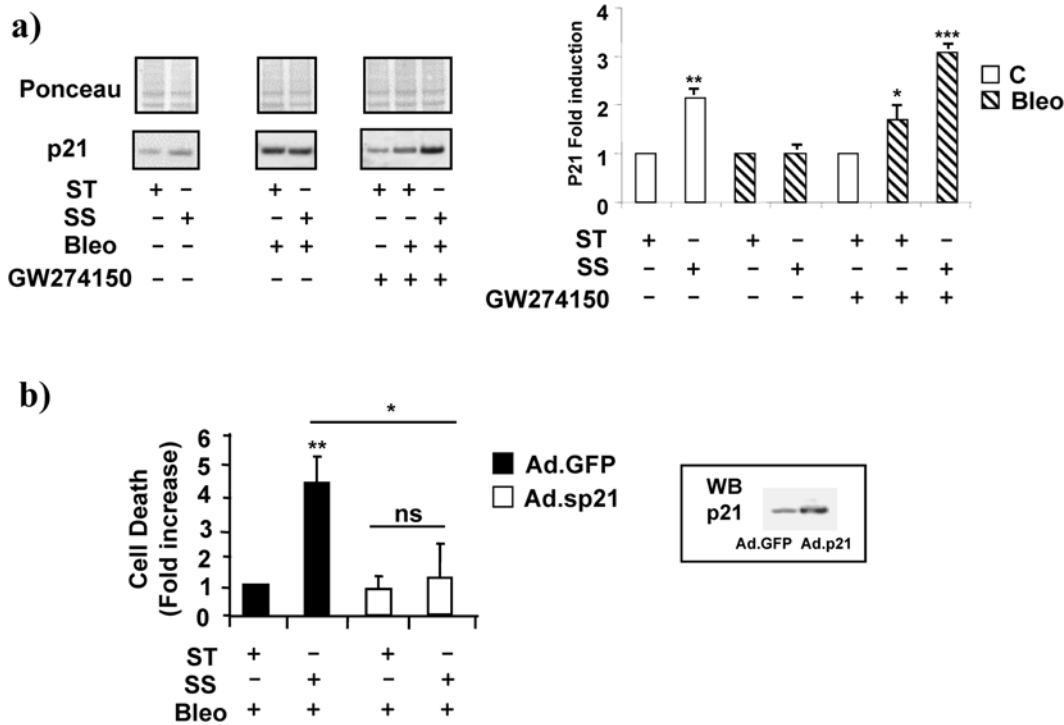 a)
Ponceau
p21
ST + - + - + + -
SS - + - + - - +
Bleo - - + + - + +
GW274150 - - - - + + +
P21 Fold induction
4
3
2
1
0
**
*
***
C
Bleo
ST + - + - + + -
SS - + - + - - +
GW274150 - - - - + + +
b)
Cell Death
(Fold increase)
6
5
4
3
2
1
0
**
*
ns
Ad.GFP
Ad.sp21
ST + - + -
SS - + - +
Bleo + + + +
WB
p21
Ad.GFP Ad.p21